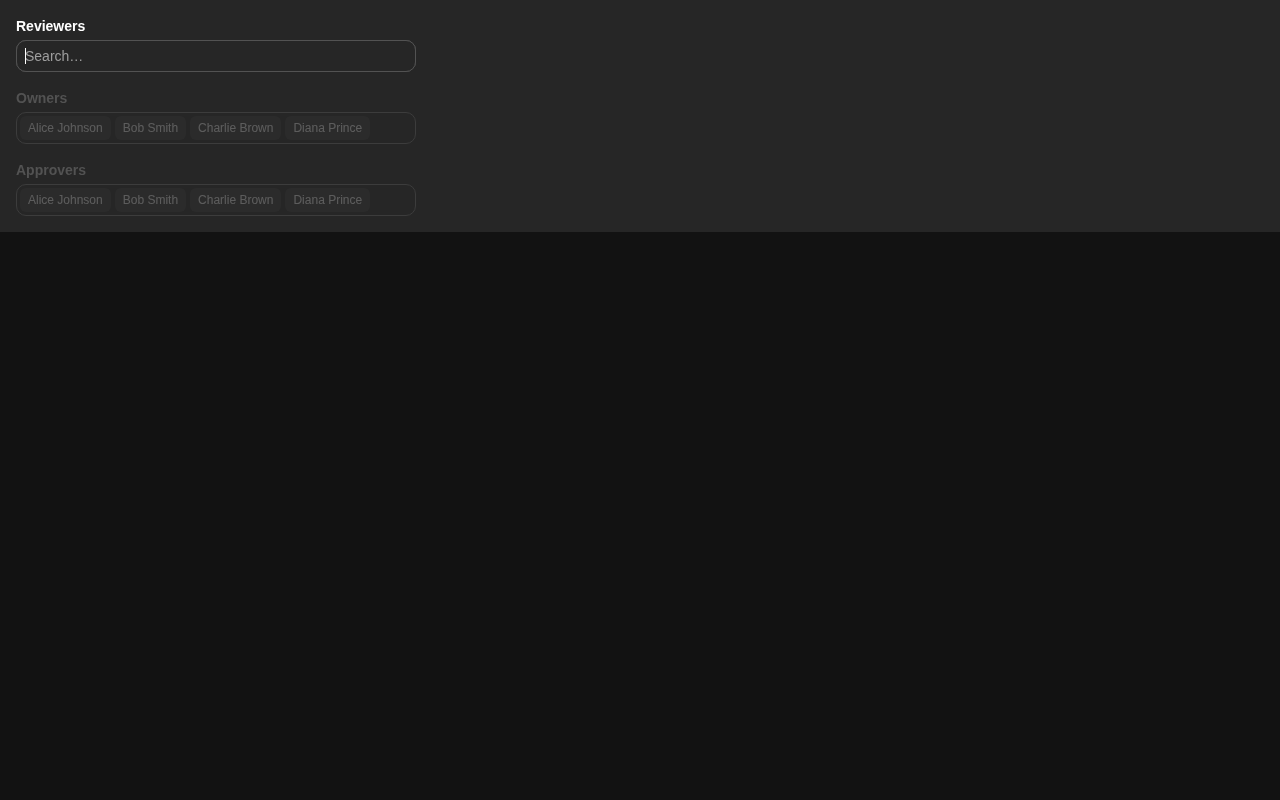 Reviewers
Search…
Owners
Alice Johnson Bob Smith Charlie Brown Diana Prince
Approvers
Alice Johnson Bob Smith Charlie Brown Diana Prince